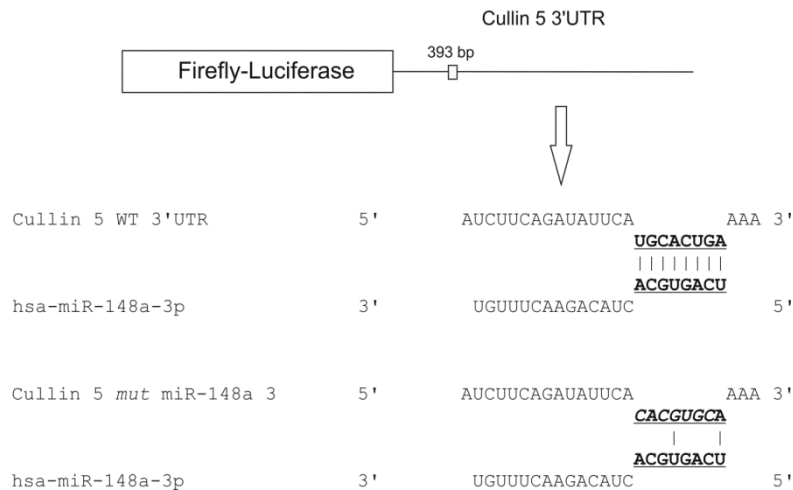 Cullin 5 3'UTR
393 bp
Firefly-Luciferase
Cullin 5 WT 3'UTR 5' AUCUUCAGAUAUUCA AAA 3'
UGCACUGA
ACGUGACU
hsa-miR-148a-3p 3' UGUUUCAAGACAUC 5'
Cullin 5 mut miR-148a 3 5' AUCUUCAGAUAUUCA AAA 3'
CACGUGCA
ACGUGACU
hsa-miR-148a-3p 3' UGUUUCAAGACAUC 5'